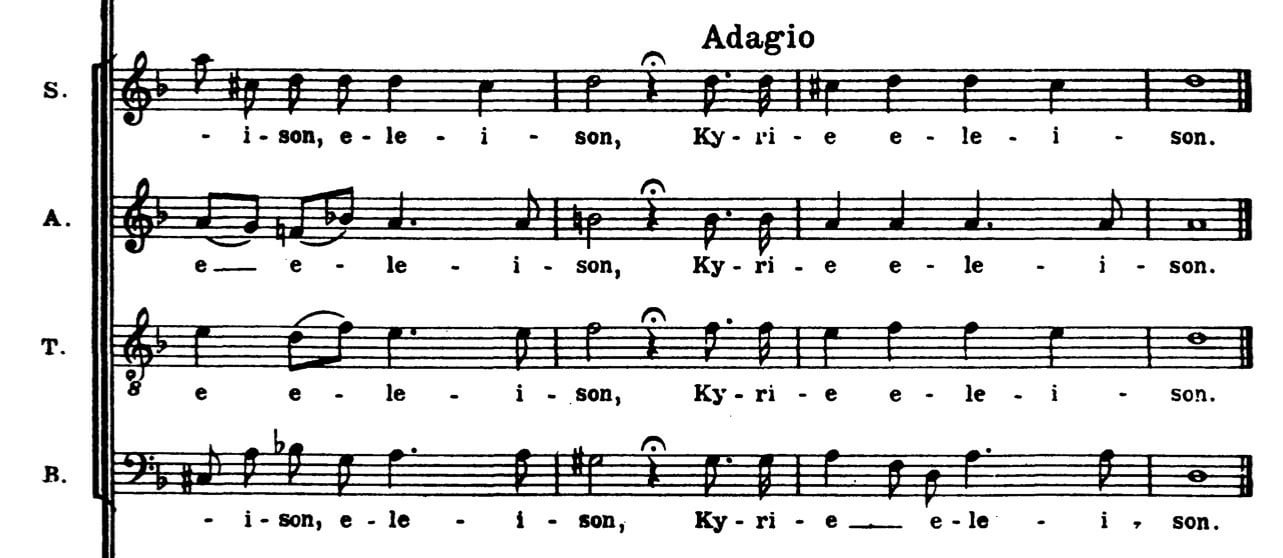 Adagio
S.
- i - son, e - le - i - son, Ky - ri - e e - le - i - son.
A.
e e - le - i - son, Ky - ri - e e - le - i - son.
T.
8
e e - le - i - son, Ky - ri - e e - le - i - son.
B.
- i - son, e - le - i - son, Ky - ri - e e - le - i - son.